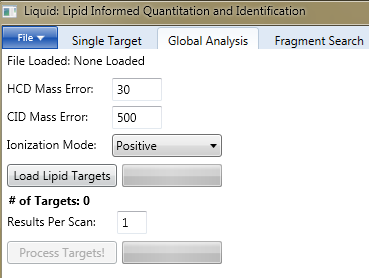 Liquid: Lipid Informed Quantitation and Identification
File Single Target Global Analysis Fragment Search
File Loaded: None Loaded
HCD Mass Error: 30
CID Mass Error: 500
Ionization Mode: Positive
Load Lipid Targets
# of Targets: 0
Results Per Scan: 1
Process Targets!